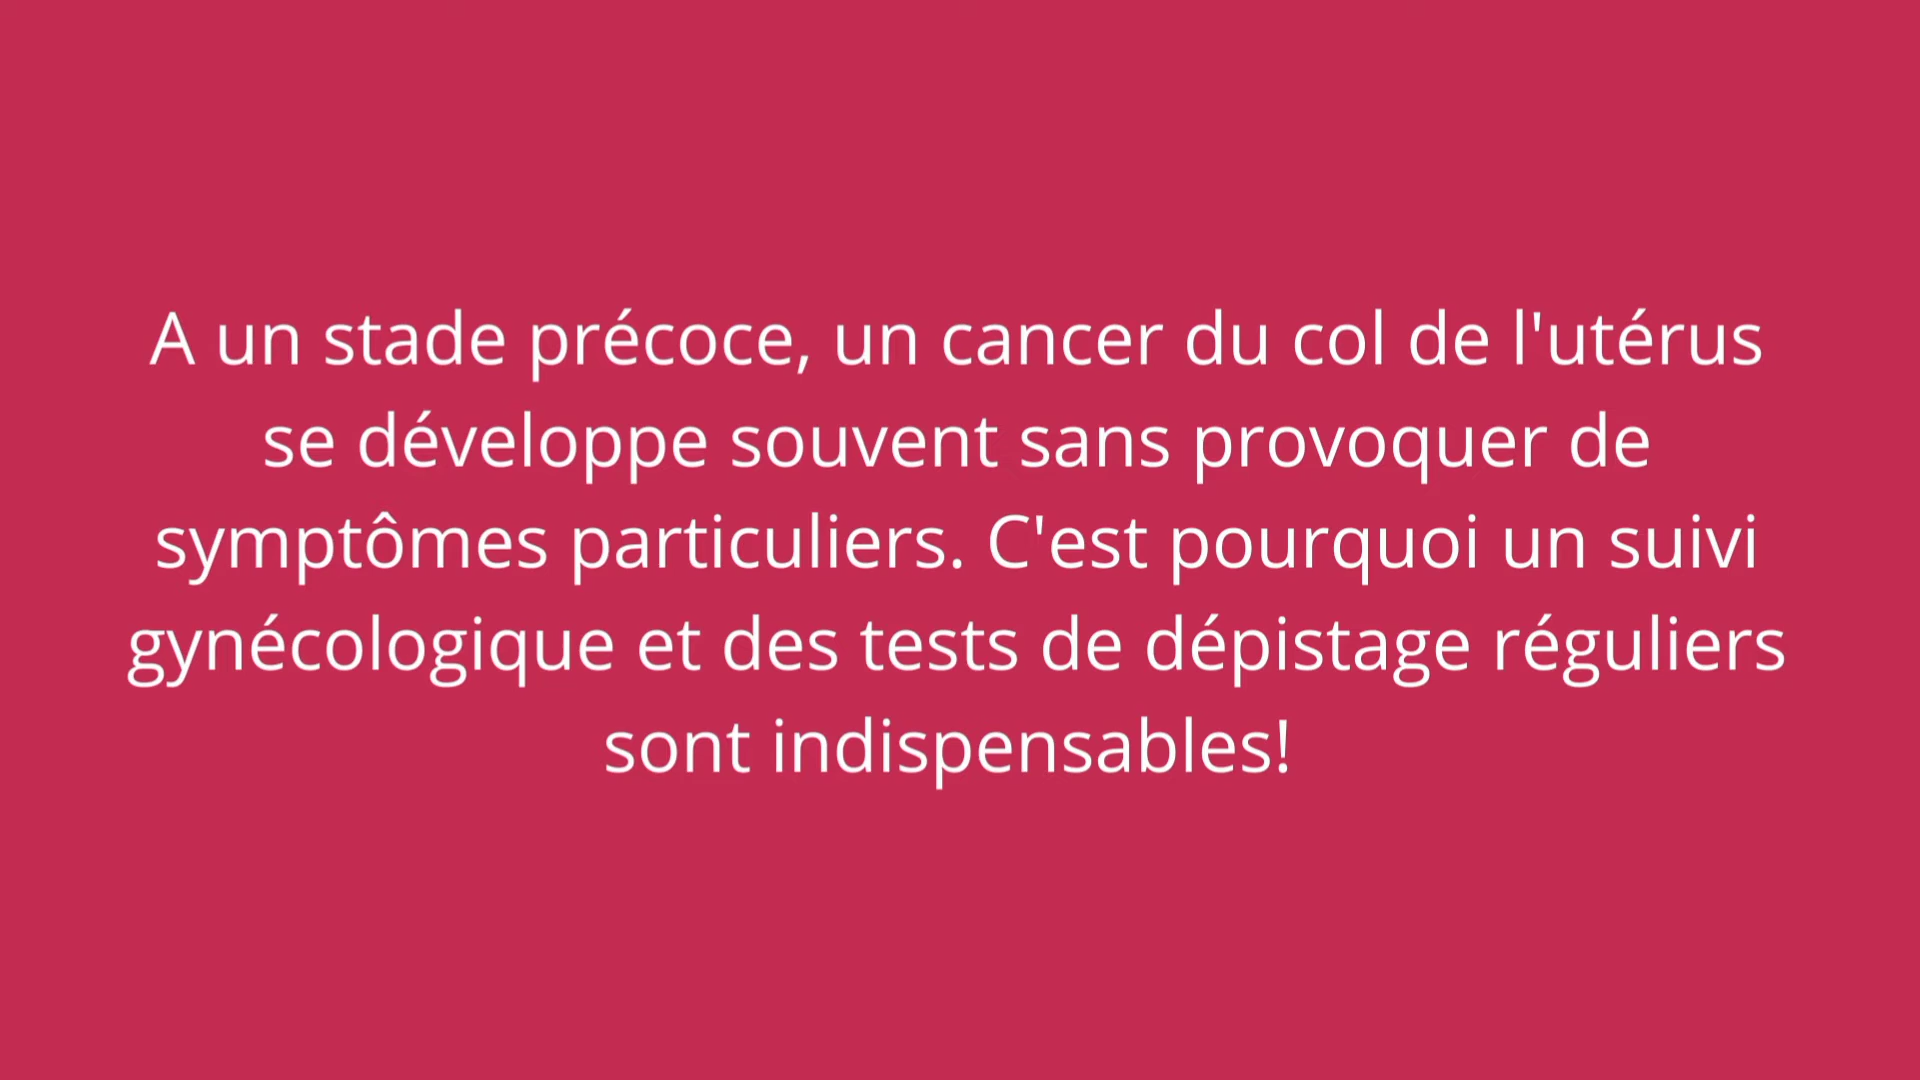 A un stade précoce, un cancer du col de l'utérus
se développe souvent sans provoquer de
symptômes particuliers. C'est pourquoi un suivi
gynécologique et des tests de dépistage réguliers
sont indispensables!